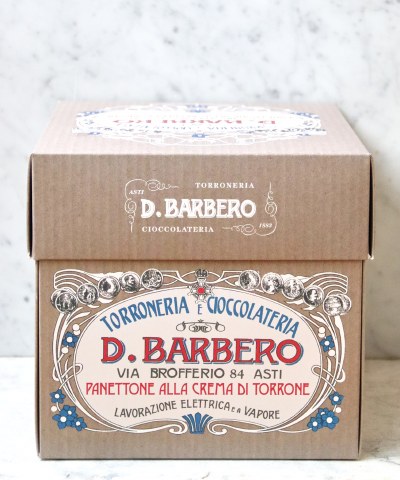 D. BARBERO
TORRONERIA
ASTI
D. BARBERO
CIOCCOLATERIA
1883
TORRONERIA E CIOCCOLATERIA
D. BARBERO
VIA BROFFERIO 84 ASTI
PANETTONE ALLA CREMA DI TORRONE
LAVORAZIONE ELETTRICA E A VAPORE